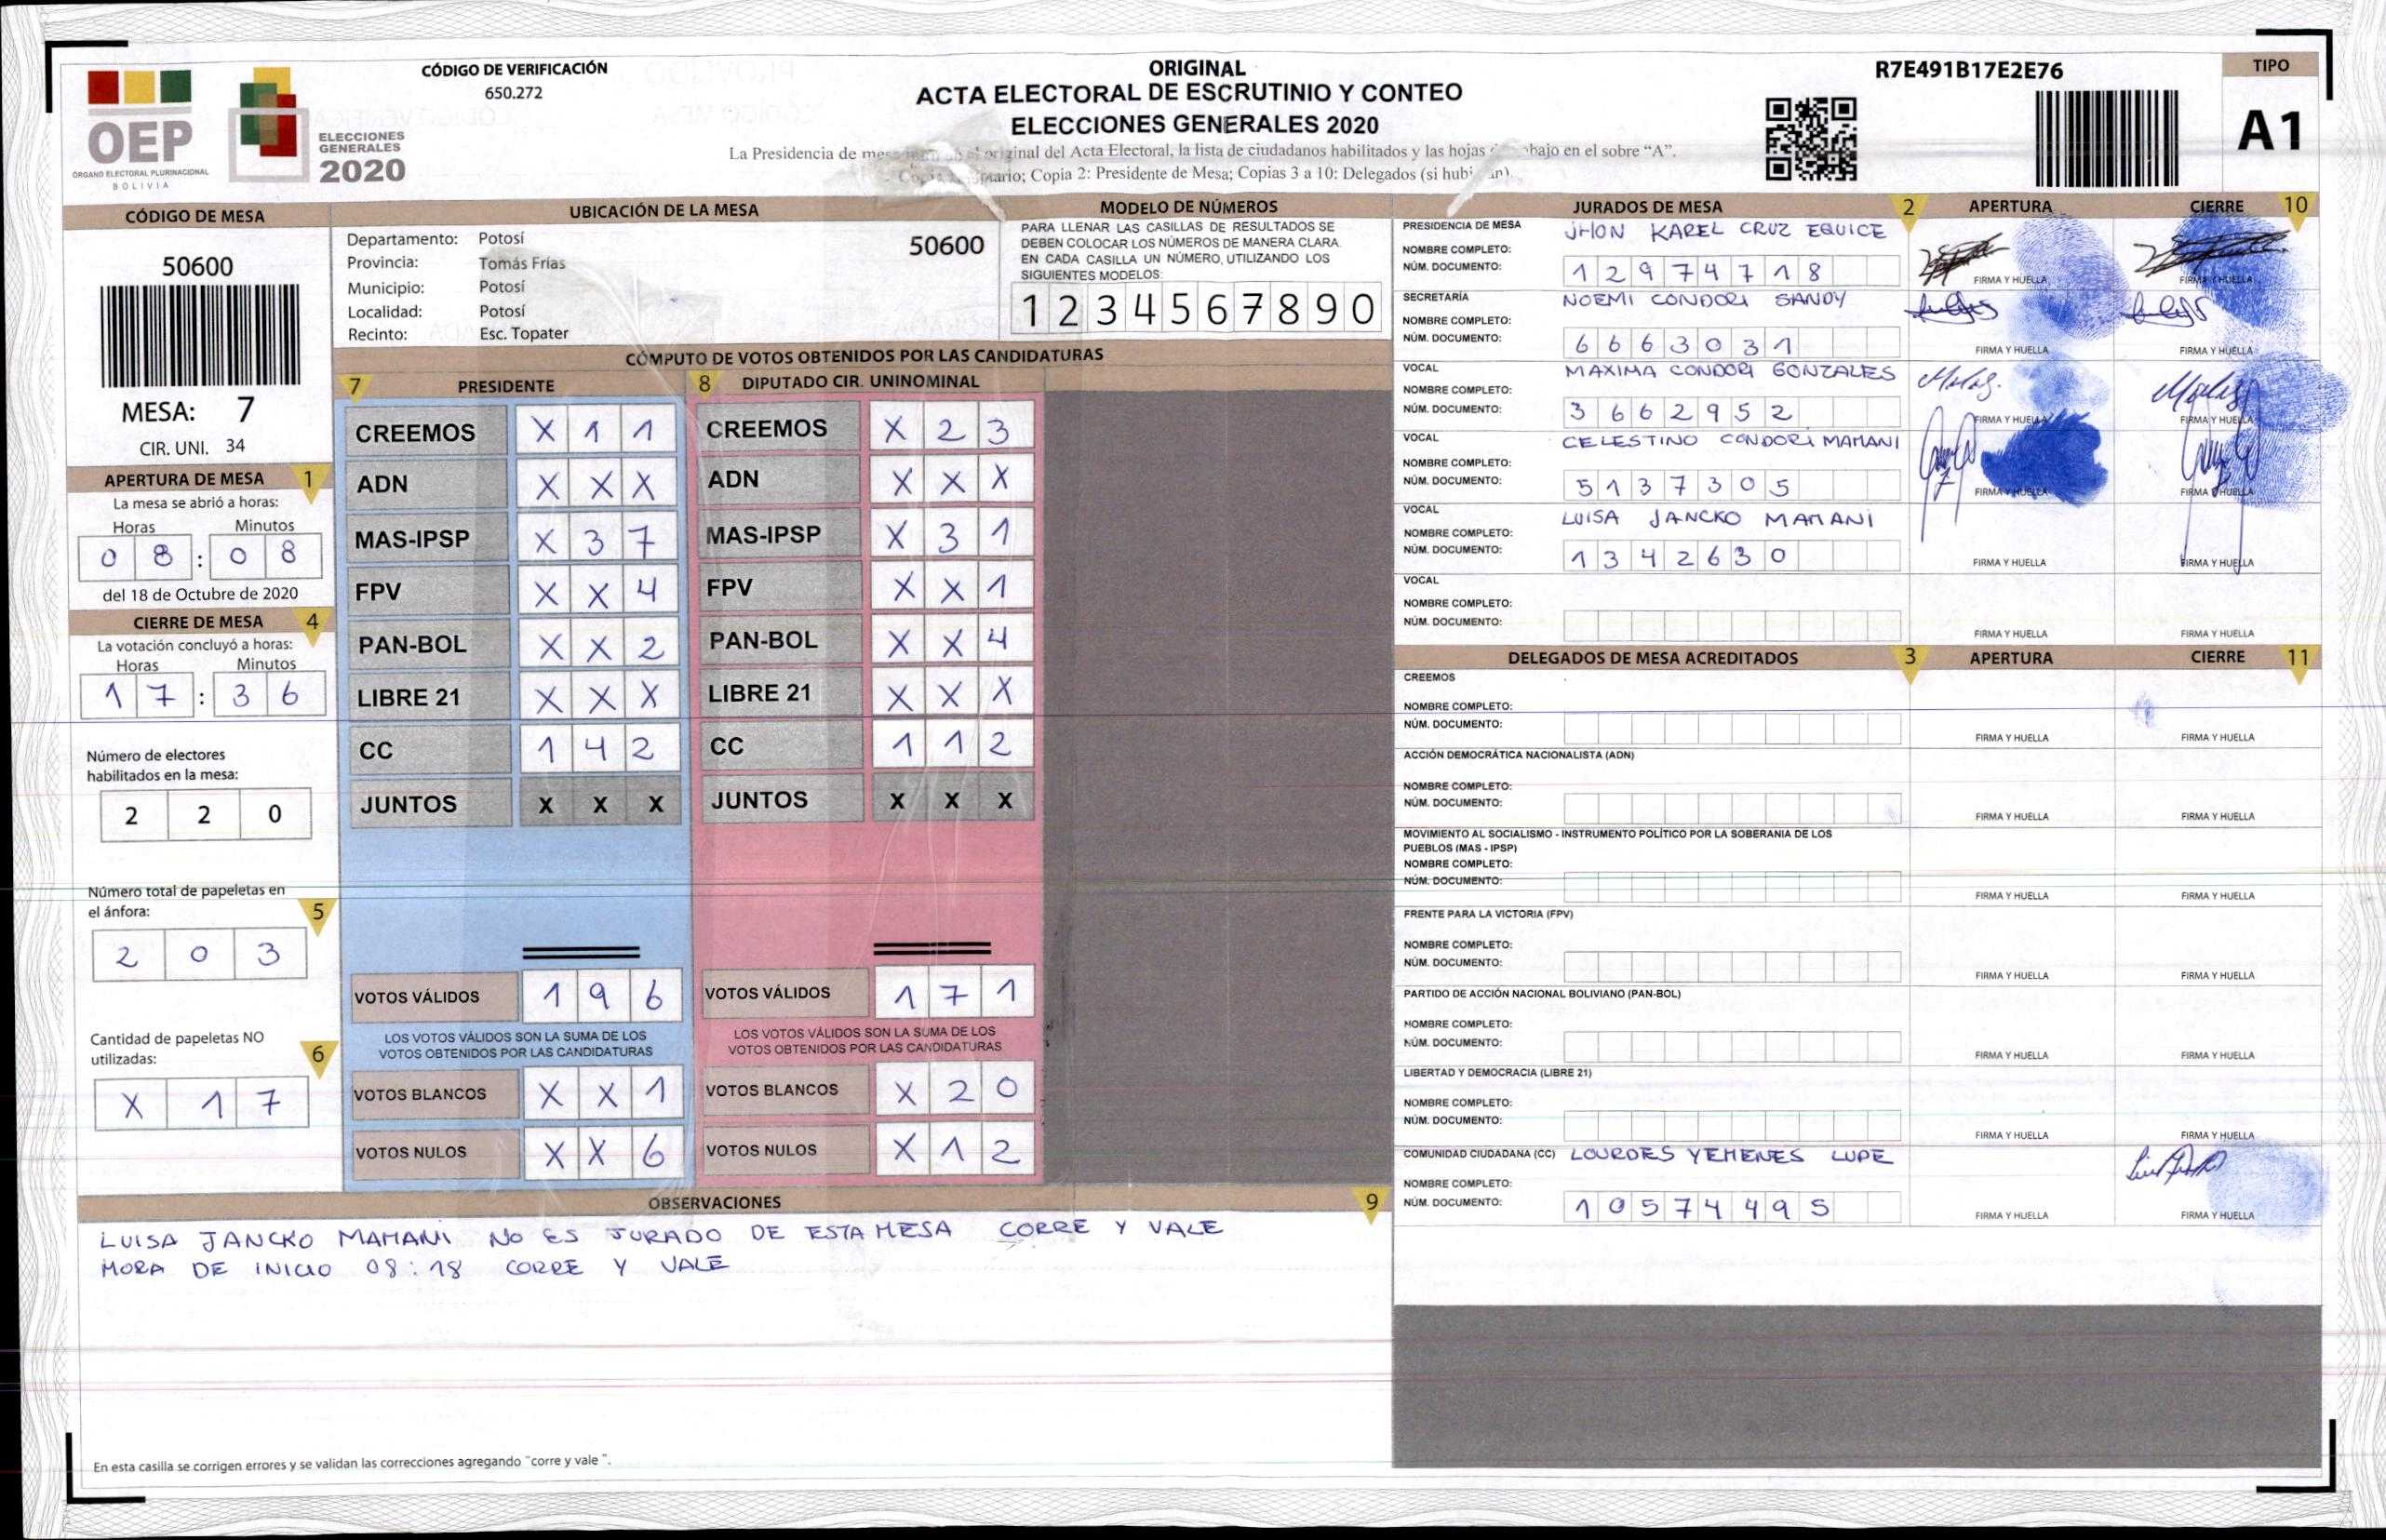 CÓDIGO DE VERIFICACIÓN
650.272
OEP
ÓRGANO ELECTORAL PLURINACIONAL
BOLIVIA
ELECCIONES
GENERALES
2020
ORIGINAL
ACTA ELECTORAL DE ESCRUTINIO Y CONTEO
ELECCIONES GENERALES 2020
La Presidencia de original del Acta Electoral, la lista de ciudadanos habilitados y las hojas en el sobre “A”.
Copia 2: Presidente de Mesa; Copias 3 a 10: Delegados (si
R7E491B17E2E76
TIPO
A1
CÓDIGO DE MESA
50600
MESA: 7
CIR. UNI. 34
UBICACIÓN DE LA MESA
Departamento: Potosí
50600
Provincia: Tomás Frías
Municipio: Potosí
Localidad: Potosí
Recinto: Esc. Topater
MODELO DE NÚMEROS
PARA LLENAR LAS CASILLAS DE RESULTADOS SE
DEBEN COLOCAR LOS NÚMEROS DE MANERA CLARA.
EN CADA CASILLA UN NÚMERO, UTILIZANDO LOS
SIGUIENTES MODELOS:
1 2 3 4 5 6 7 8 9 0
APERTURA DE MESA 1
La mesa se abrió a horas:
Horas Minutos
0 8 : 0 8
del 18 de Octubre de 2020
CIERRE DE MESA 4
La votación concluyó a horas:
Horas Minutos
1 7 : 3 6
Número de electores
habilitados en la mesa:
2 2 0
Número total de papeletas en
el ánfora: 5
2 0 3
Cantidad de papeletas NO
utilizadas: 6
X 1 7
CÓMPUTO DE VOTOS OBTENIDOS POR LAS CANDIDATURAS
7 PRESIDENTE
CREEMOS X 1 1
ADN X X X
MAS-IPSP X 3 7
FPV X X 4
PAN-BOL X X 2
LIBRE 21 X X X
CC 1 4 2
JUNTOS X X X
VOTOS VÁLIDOS 1 9 6
LOS VOTOS VÁLIDOS SON LA SUMA DE LOS
VOTOS OBTENIDOS POR LAS CANDIDATURAS
VOTOS BLANCOS X X 1
VOTOS NULOS X X 6
8 DIPUTADO CIR. UNINOMINAL
CREEMOS X 2 3
ADN X X X
MAS-IPSP X 3 1
FPV X X 1
PAN-BOL X X 4
LIBRE 21 X X X
CC 1 1 2
JUNTOS X X X
VOTOS VÁLIDOS 1 7 1
LOS VOTOS VÁLIDOS SON LA SUMA DE LOS
VOTOS OBTENIDOS POR LAS CANDIDATURAS
VOTOS BLANCOS X 2 0
VOTOS NULOS X 1 2
OBSERVACIONES 9
LUISA JANCKO MAMANI NO ES JURADO DE ESTA MESA CORRE Y VALE
HORA DE INICIO 08:18 CORRE Y VALE
En esta casilla se corrigen errores y se validan las correcciones agregando “corre y vale ”.
JURADOS DE MESA 2 APERTURA CIERRE 10
PRESIDENCIA DE MESA JHON KAREL CRUZ EQUICE
NOMBRE COMPLETO:
NÚM. DOCUMENTO: 1 2 9 7 4 7 1 8
FIRMA Y HUELLA FIRMA Y HUELLA
SECRETARÍA NOEMI CONDORI SANDY
NOMBRE COMPLETO:
NÚM. DOCUMENTO: 6 6 6 3 0 3 1
FIRMA Y HUELLA FIRMA Y HUELLA
VOCAL MAXIMA CONDORI GONZALES
NOMBRE COMPLETO:
NÚM. DOCUMENTO: 3 6 6 2 9 5 2
FIRMA Y HUELLA FIRMA Y HUELLA
VOCAL CELESTINO CONDORI MAMANI
NOMBRE COMPLETO:
NÚM. DOCUMENTO: 5 1 3 7 3 0 5
FIRMA Y HUELLA FIRMA Y HUELLA
VOCAL LUISA JANCKO MAMANI
NOMBRE COMPLETO:
NÚM. DOCUMENTO: 1 3 4 2 6 3 0
FIRMA Y HUELLA FIRMA Y HUELLA
VOCAL
NOMBRE COMPLETO:
NÚM. DOCUMENTO:
FIRMA Y HUELLA FIRMA Y HUELLA
DELEGADOS DE MESA ACREDITADOS 3 APERTURA CIERRE 11
CREEMOS
NOMBRE COMPLETO:
NÚM. DOCUMENTO:
FIRMA Y HUELLA FIRMA Y HUELLA
ACCIÓN DEMOCRÁTICA NACIONALISTA (ADN)
NOMBRE COMPLETO:
NÚM. DOCUMENTO:
FIRMA Y HUELLA FIRMA Y HUELLA
MOVIMIENTO AL SOCIALISMO - INSTRUMENTO POLÍTICO POR LA SOBERANIA DE LOS
PUEBLOS (MAS - IPSP)
NOMBRE COMPLETO:
NÚM. DOCUMENTO:
FIRMA Y HUELLA FIRMA Y HUELLA
FRENTE PARA LA VICTORIA (FPV)
NOMBRE COMPLETO:
NÚM. DOCUMENTO:
FIRMA Y HUELLA FIRMA Y HUELLA
PARTIDO DE ACCIÓN NACIONAL BOLIVIANO (PAN-BOL)
NOMBRE COMPLETO:
NÚM. DOCUMENTO:
FIRMA Y HUELLA FIRMA Y HUELLA
LIBERTAD Y DEMOCRACIA (LIBRE 21)
NOMBRE COMPLETO:
NÚM. DOCUMENTO:
FIRMA Y HUELLA FIRMA Y HUELLA
COMUNIDAD CIUDADANA (CC) LOURDES YEMENES LUPE
NOMBRE COMPLETO:
NÚM. DOCUMENTO: 1 0 5 7 4 4 9 5
FIRMA Y HUELLA FIRMA Y HUELLA